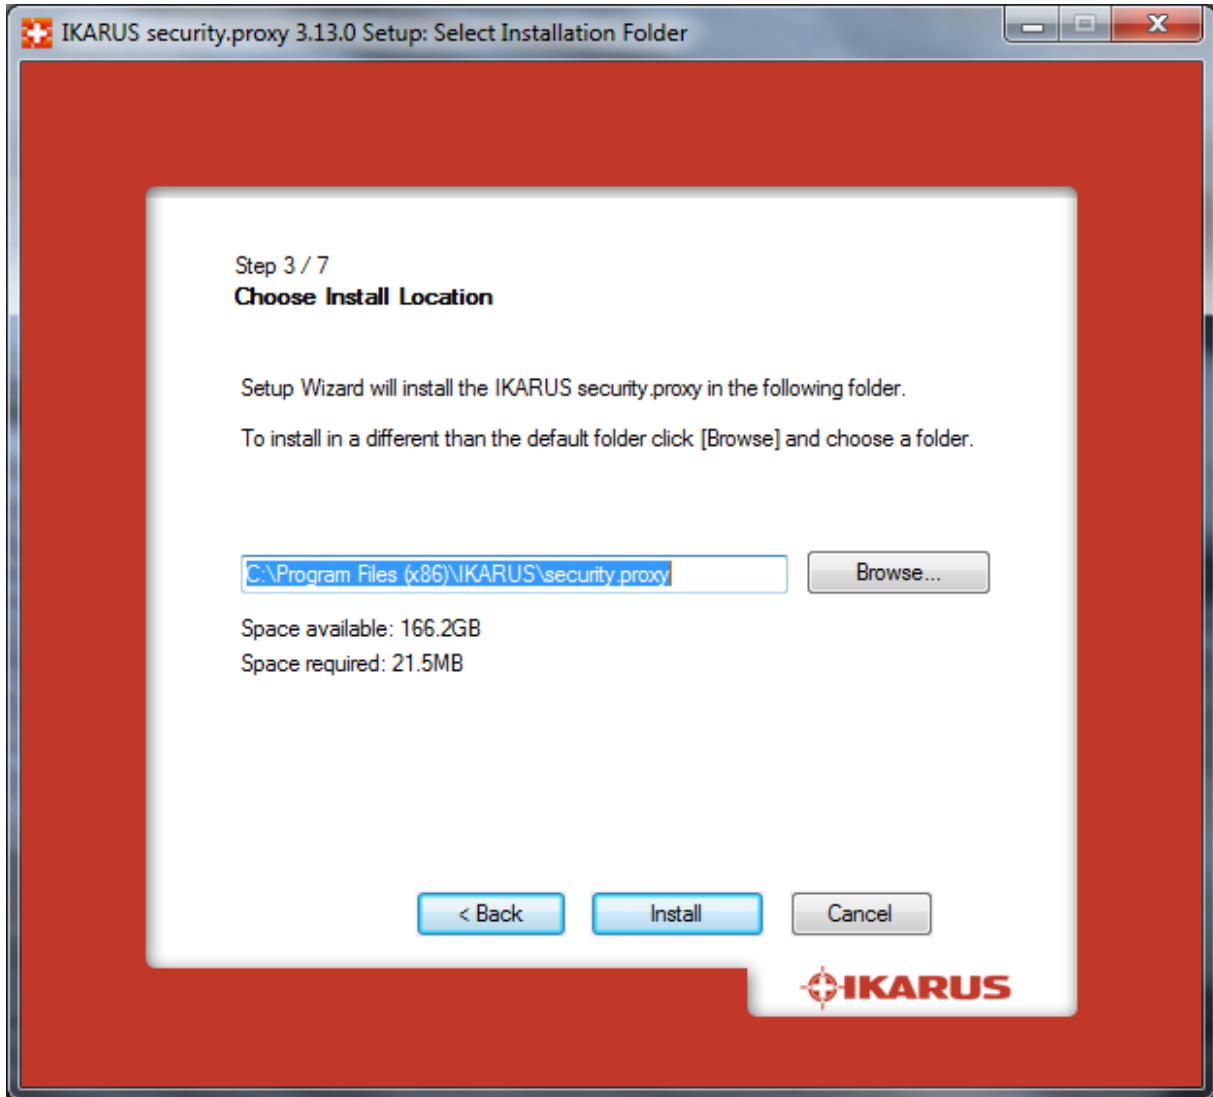 IKARUS security.proxy 3.13.0 Setup: Select Installation Folder
Step 3 / 7
Choose Install Location
Setup Wizard will install the IKARUS security.proxy in the following folder.
To install in a different than the default folder click [Browse] and choose a folder.
C:\Program Files (x86)\IKARUS\security.proxy
Browse...
Space available: 166.2GB
Space required: 21.5MB
< Back
Install
Cancel
IKARUS